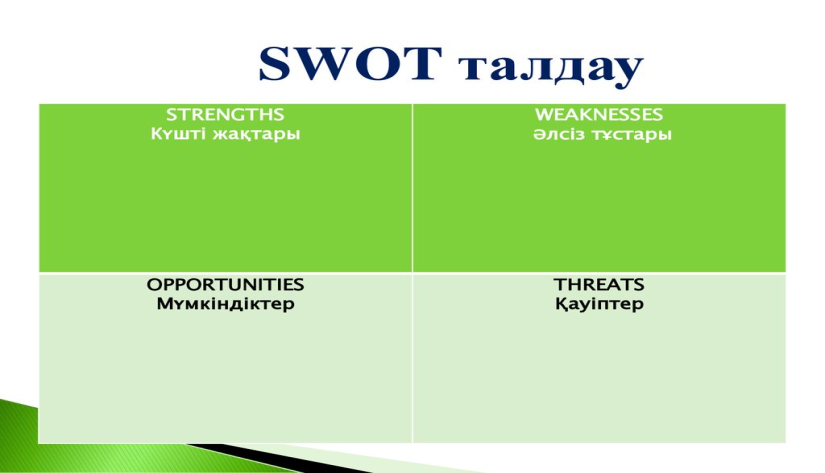 SWOT талдау
STRENGTHS
Күшті жақтары
WEAKNESSES
Әлсіз тұстары
OPPORTUNITIES
Мүмкіндіктер
THREATS
Қауіптер